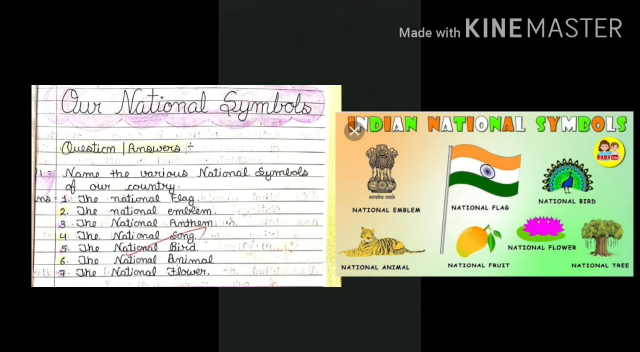 Made with KINEMASTER
Our National Symbols
Question | Answers :-
Name the various National Symbols
of our country.
Ans = 1. The national Flag.
2. The national emblem.
3. The National Anthem
4. The National Song
5. The National Bird
6. The National Animal
7. The National Flower.
INDIAN NATIONAL SYMBOLS
NATIONAL EMBLEM
NATIONAL FLAG
NATIONAL BIRD
NATIONAL ANIMAL
NATIONAL FRUIT
NATIONAL FLOWER
NATIONAL TREE